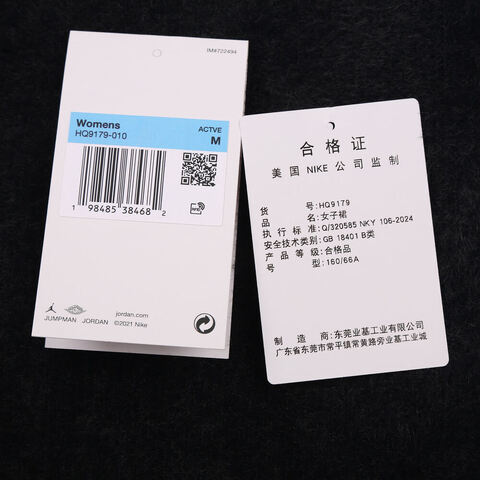 IM#722494
Womens
HQ9179-010
ACTVE
M
1 98485 38468 2
jordan.com
©2021 Nike
JUMPMAN
JORDAN
合格证
美国 NIKE 公司监制
货号:HQ9179
品名:女子裙
执行标准:Q/320585 NKY 106-2024
安全技术类别:GB 18401 B类
产品等级:合格品
号型:160/66A
制造商:东莞业基工业有限公司
广东省东莞市常平镇常黄路旁业基工业城